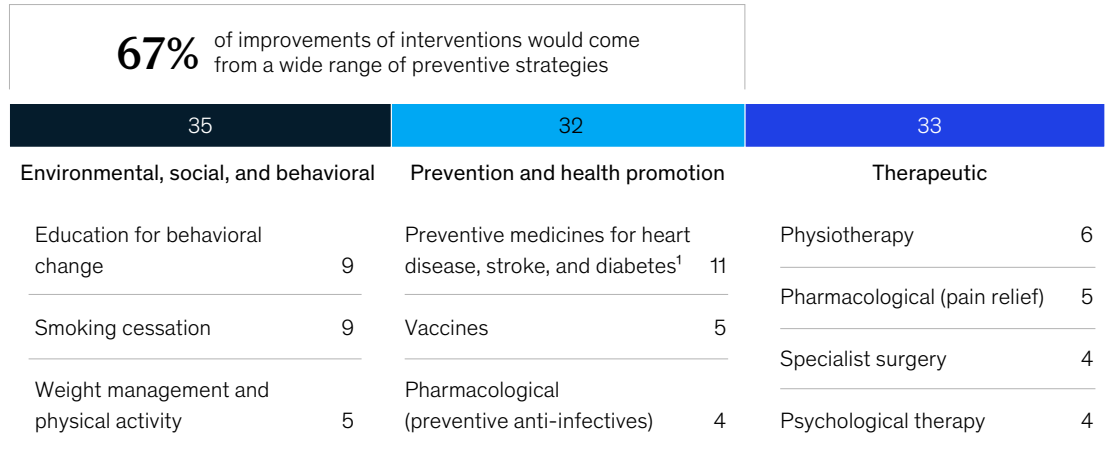 67% of improvements of interventions would come
from a wide range of preventive strategies
35
32
33
Environmental, social, and behavioral
Prevention and health promotion
Therapeutic
Education for behavioral
change 9
Smoking cessation 9
Weight management and
physical activity 5
Preventive medicines for heart
disease, stroke, and diabetes¹ 11
Vaccines 5
Pharmacological
(preventive anti-infectives) 4
Physiotherapy 6
Pharmacological (pain relief) 5
Specialist surgery 4
Psychological therapy 4